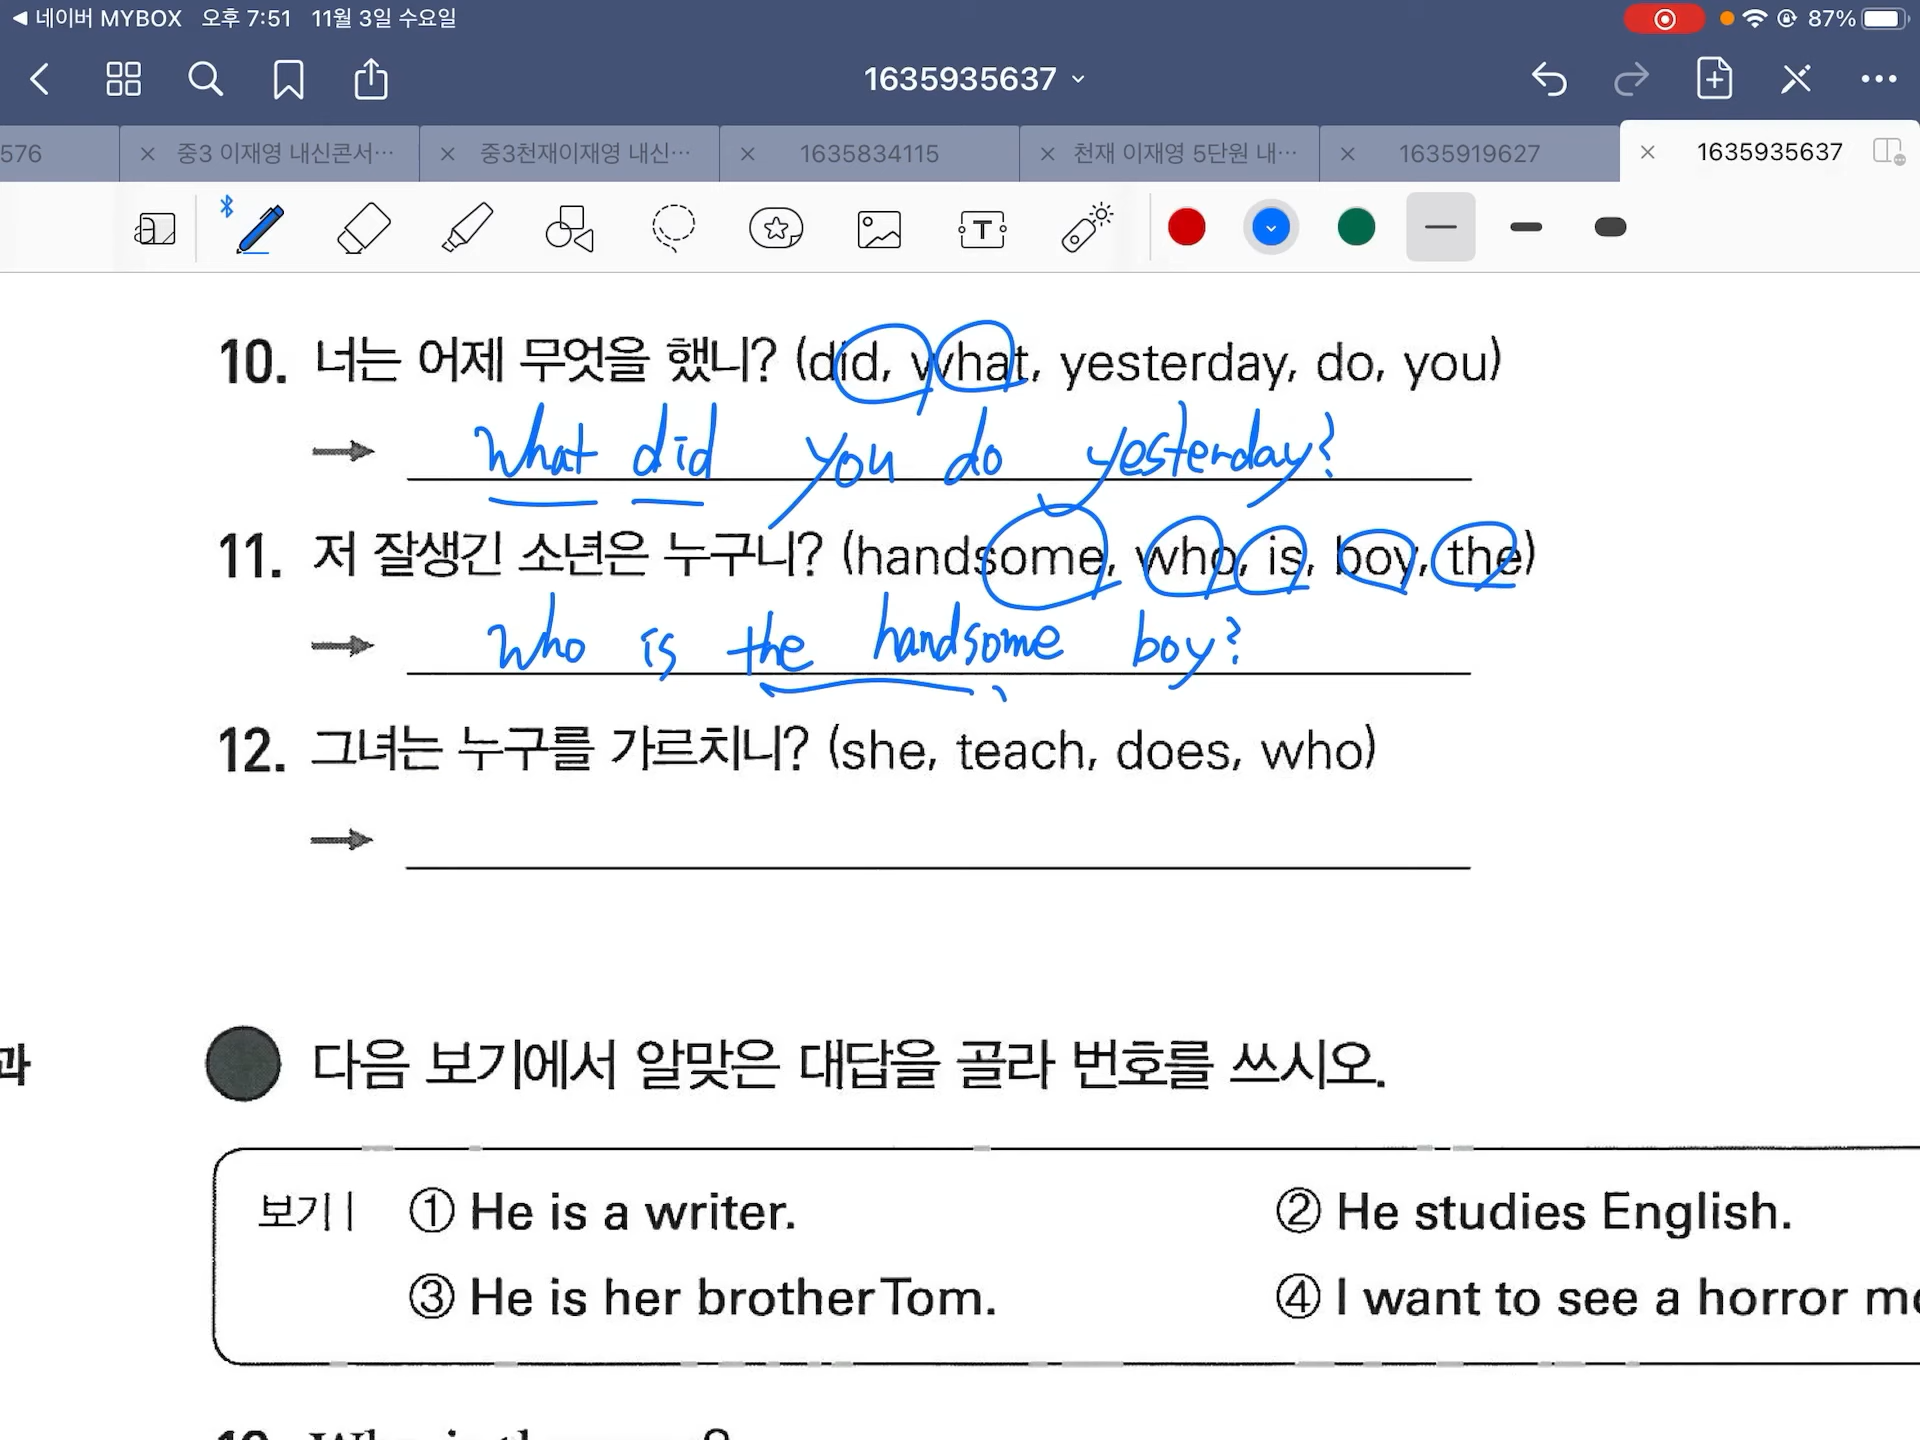 ◀ 네이버 MYBOX 오후 7:51 11월 3일 수요일 87%
1635935637
576 × 중3 이재영 내신콘서… × 중3천재이재영 내신… × 1635834115 × 천재 이재영 5단원 내… × 1635919627 × 1635935637
10. 너는 어제 무엇을 했니? (did, what, yesterday, do, you)
→ What did you do yesterday?
11. 저 잘생긴 소년은 누구니? (handsome, who, is, boy, the)
→ Who is the handsome boy?
12. 그녀는 누구를 가르치니? (she, teach, does, who)
→
과 다음 보기에서 알맞은 대답을 골라 번호를 쓰시오.
보기 | ① He is a writer. ② He studies English.
③ He is her brother Tom. ④ I want to see a horror